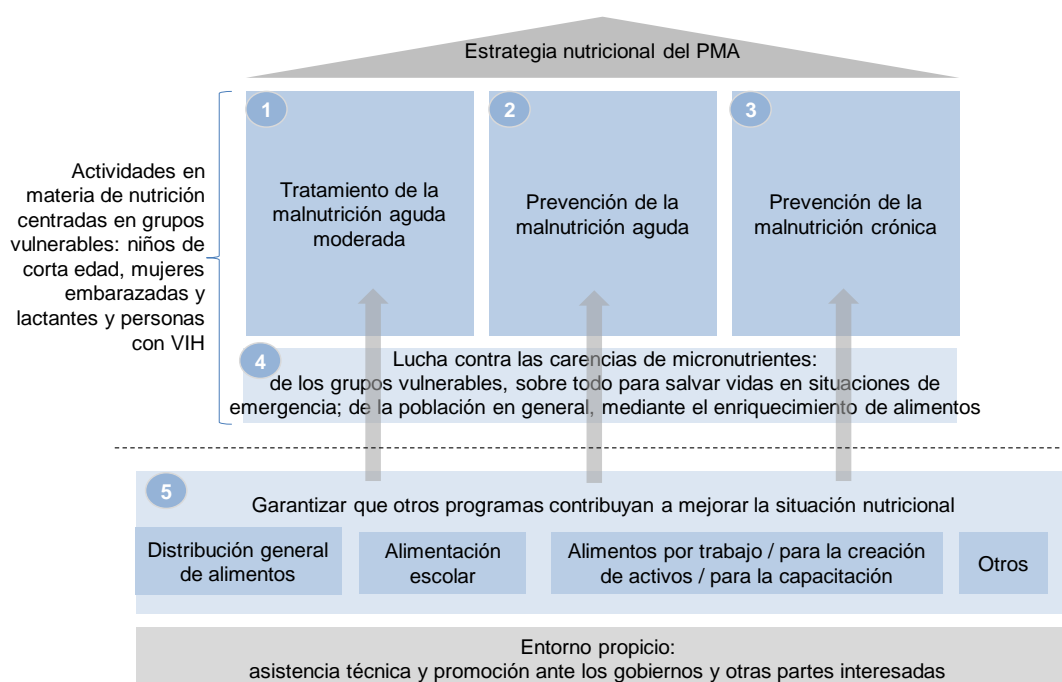 Estrategia nutricional del PMA
1
2
3
Actividades en
materia de nutrición
centradas en grupos
vulnerables: niños de
corta edad, mujeres
embarazadas y
lactantes y personas
con VIH
Tratamiento de la
malnutrición aguda
moderada
Prevención de la
malnutrición aguda
Prevención de la
malnutrición crónica
4
Lucha contra las carencias de micronutrientes:
de los grupos vulnerables, sobre todo para salvar vidas en situaciones de
emergencia; de la población en general, mediante el enriquecimiento de alimentos
5
Garantizar que otros programas contribuyan a mejorar la situación nutricional
Distribución general
de alimentos
Alimentación
escolar
Alimentos por trabajo / para la creación
de activos / para la capacitación
Otros
Entorno propicio:
asistencia técnica y promoción ante los gobiernos y otras partes interesadas